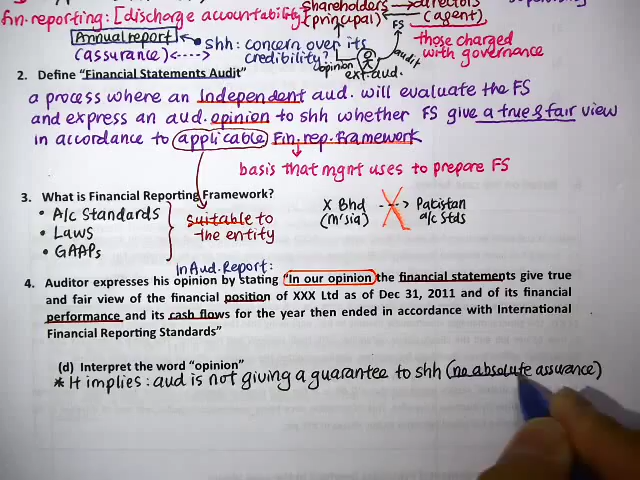 shareholders → directors
fin.reporting: [discharge accountability] (principal) (agent)
FS
Annual report shh: concern over its those charged
(assurance) credibility? with governance
opinion audit
ext.aud.
2. Define "Financial Statements Audit"
a process where an Independent aud. will evaluate the FS
and express an aud. opinion to shh whether FS give a true & fair view
in accordance to applicable Fin.rep.framework
basis that mgnt uses to prepare FS
3. What is Financial Reporting Framework?
• A/c Standards
• Laws
• GAAPs
suitable to
the entity
X Bhd --> Pakistan
(m'sia) a/c Stds
In Aud. Report:
4. Auditor expresses his opinion by stating "In our opinion the financial statements give true
and fair view of the financial position of XXX Ltd as of Dec 31, 2011 and of its financial
performance and its cash flows for the year then ended in accordance with International
Financial Reporting Standards"
(d) Interpret the word "opinion"
* It implies: aud is not giving a guarantee to shh (no absolute assurance)